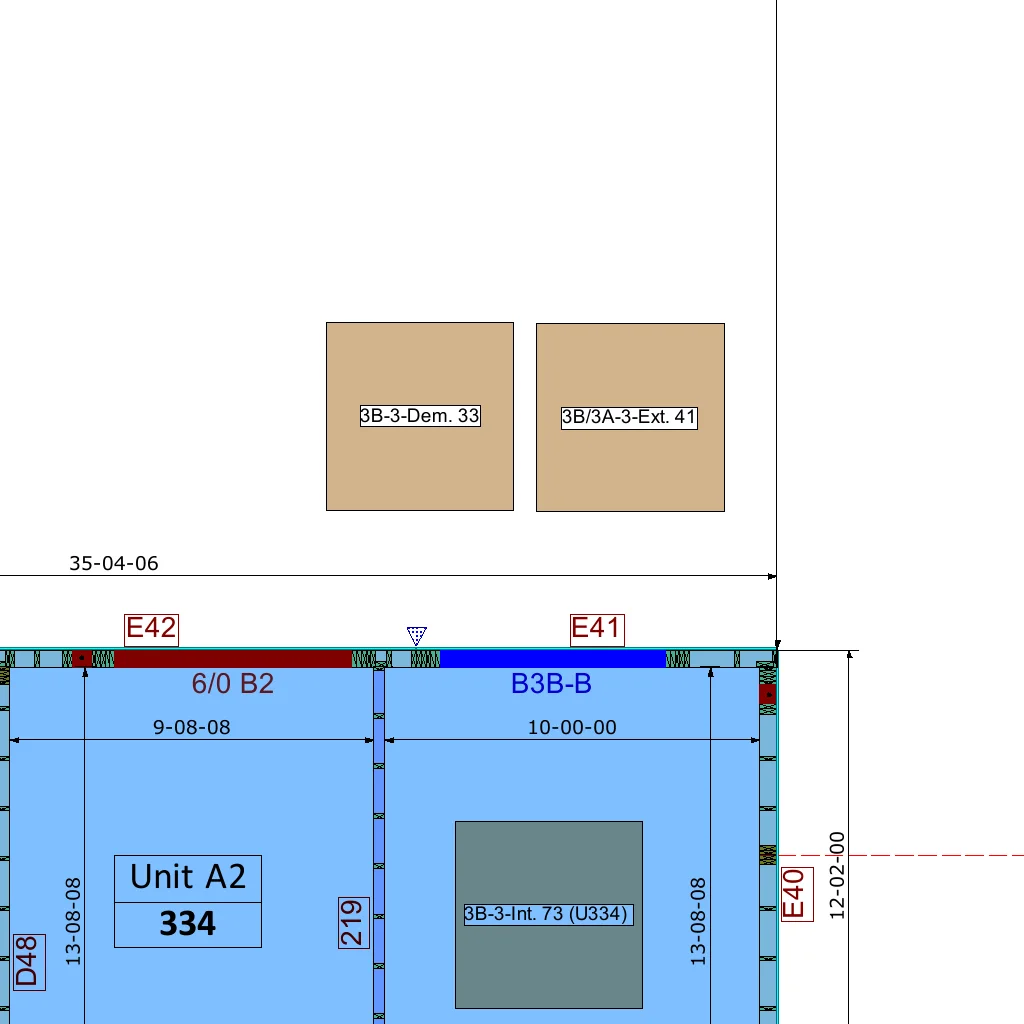 3B-3-Dem. 33
3B/3A-3-Ext. 41
35-04-06
E42
E41
6/0 B2
B3B-B
9-08-08
10-00-00
Unit A2
334
13-08-08
219
3B-3-Int. 73 (U334)
13-08-08
E40
12-02-00
D48